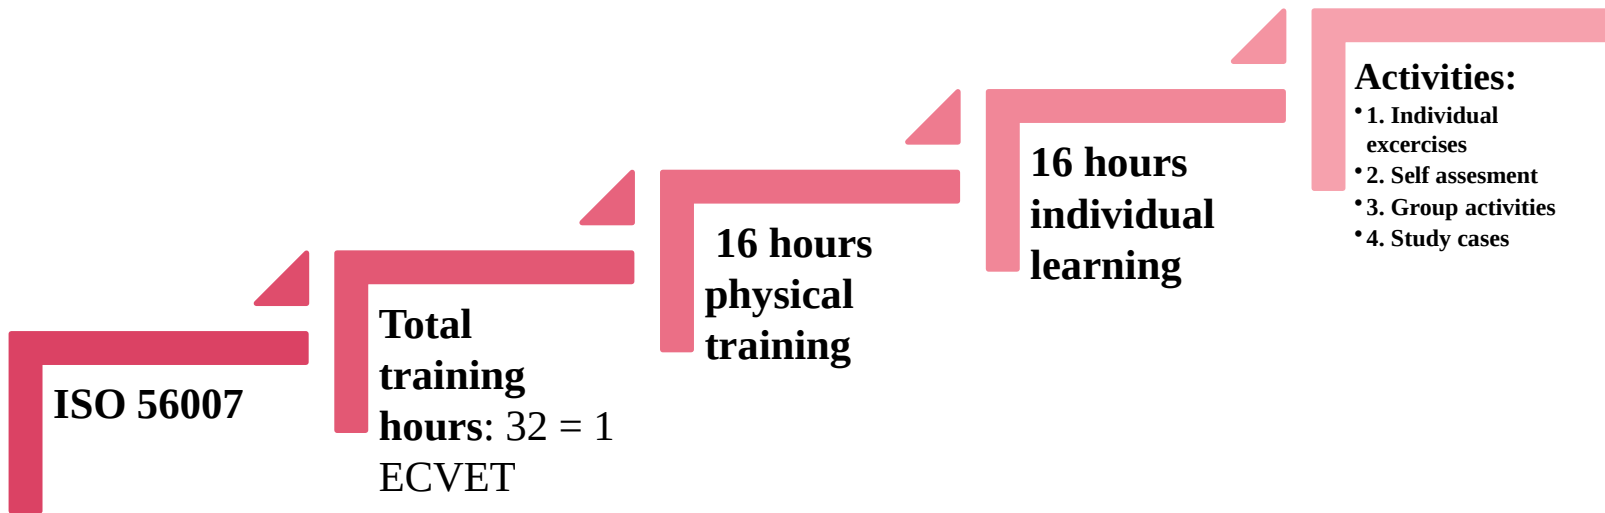 ISO 56007
Total
training
hours: 32 = 1
ECVET
16 hours
physical
training
16 hours
individual
learning
Activities:
• 1. Individual
excercises
• 2. Self assesment
• 3. Group activities
• 4. Study cases